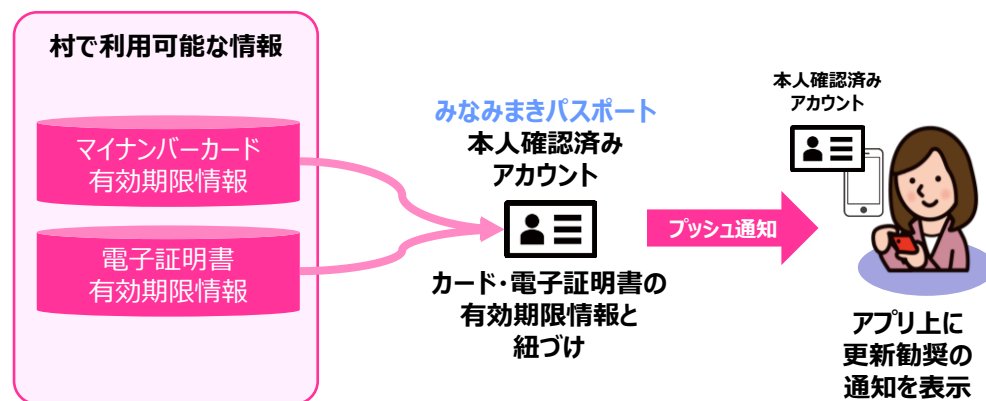 村で利用可能な情報
マイナンバーカード
有効期限情報
電子証明書
有効期限情報
みなみまきパスポート
本人確認済み
アカウント
カード・電子証明書の
有効期限情報と
紐づけ
プッシュ通知
本人確認済み
アカウント
アプリ上に
更新勧奨の
通知を表示